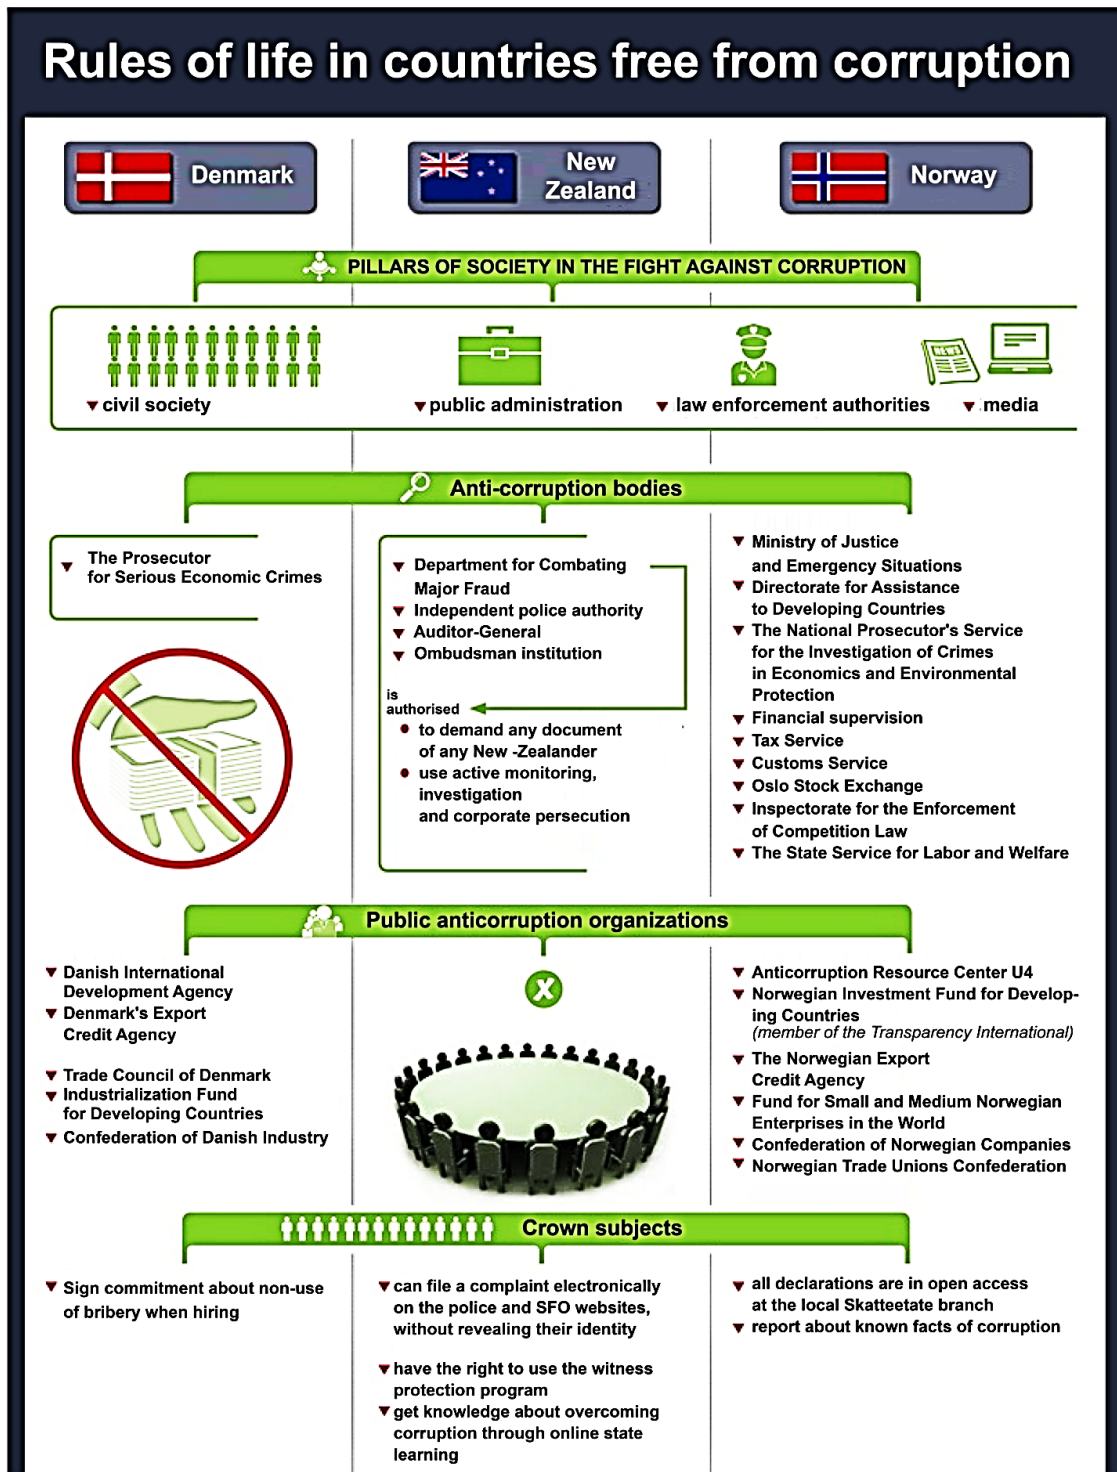 Rules of life in countries free from corruption
Denmark
New
Zealand
Norway
PILLARS OF SOCIETY IN THE FIGHT AGAINST CORRUPTION
NEWS
civil society
public administration
law enforcement authorities
media
Anti-corruption bodies
The Prosecutor
for Serious Economic Crimes
Department for Combating
Major Fraud
Independent police authority
Auditor-General
Ombudsman institution
is
authorised
to demand any document
of any New -Zealander
use active monitoring,
investigation
and corporate persecution
Ministry of Justice
and Emergency Situations
Directorate for Assistance
to Developing Countries
The National Prosecutor's Service
for the Investigation of Crimes
in Economics and Environmental
Protection
Financial supervision
Tax Service
Customs Service
Oslo Stock Exchange
Inspectorate for the Enforcement
of Competition Law
The State Service for Labor and Welfare
Public anticorruption organizations
Danish International
Development Agency
Denmark's Export
Credit Agency
Trade Council of Denmark
Industrialization Fund
for Developing Countries
Confederation of Danish Industry
X
Anticorruption Resource Center U4
Norwegian Investment Fund for Develop-
ing Countries
(member of the Transparency International)
The Norwegian Export
Credit Agency
Fund for Small and Medium Norwegian
Enterprises in the World
Confederation of Norwegian Companies
Norwegian Trade Unions Confederation
Crown subjects
Sign commitment about non-use
of bribery when hiring
can file a complaint electronically
on the police and SFO websites,
without revealing their identity
have the right to use the witness
protection program
get knowledge about overcoming
corruption through online state
learning
all declarations are in open access
at the local Skatteetate branch
report about known facts of corruption